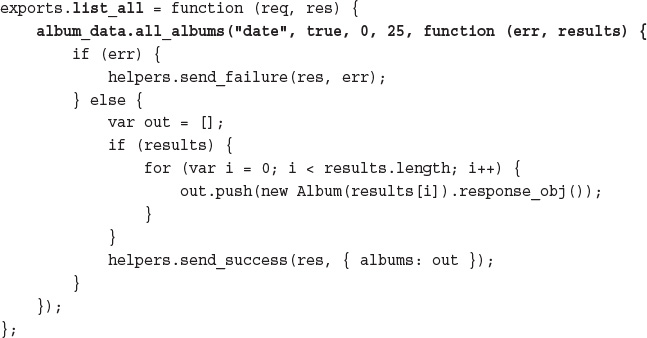 exports.list_all = function (req, res) {
    album_data.all_albums("date", true, 0, 25, function (err, results) {
        if (err) {
            helpers.send_failure(res, err);
        } else {
            var out = [];
            if (results) {
                for (var i = 0; i < results.length; i++) {
                    out.push(new Album(results[i]).response_obj());
                }
            }
            helpers.send_success(res, { albums: out });
        }
    });
};